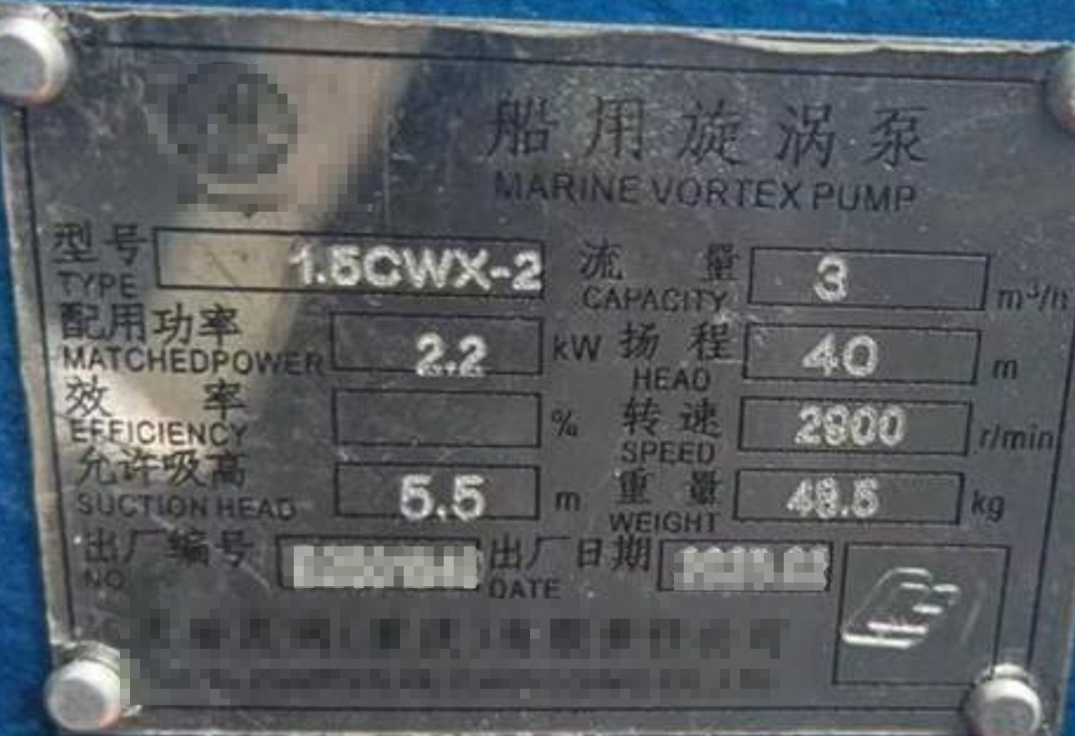 船用旋涡泵
MARINE VORTEX PUMP
型号 1.5CWX-2 流量 3 m³/h
TYPE CAPACITY
配用功率 2.2 kW 扬程 40 m
MATCHEDPOWER HEAD
效率 % 转速 2900 r/min
EFFICIENCY SPEED
允许吸高 5.5 m 重量 kg
SUCTION HEAD WEIGHT
出厂编号 出厂日期
NO DATE